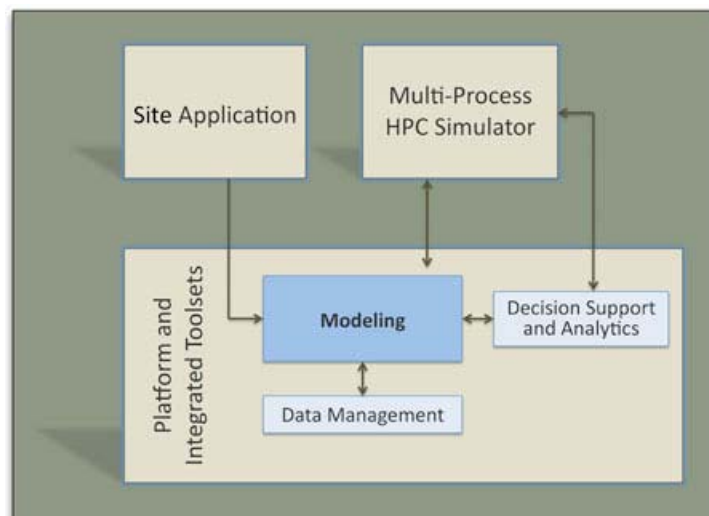 Site Application
Multi-Process
HPC Simulator
Platform and
Integrated Toolsets
Modeling
Decision Support
and Analytics
Data Management